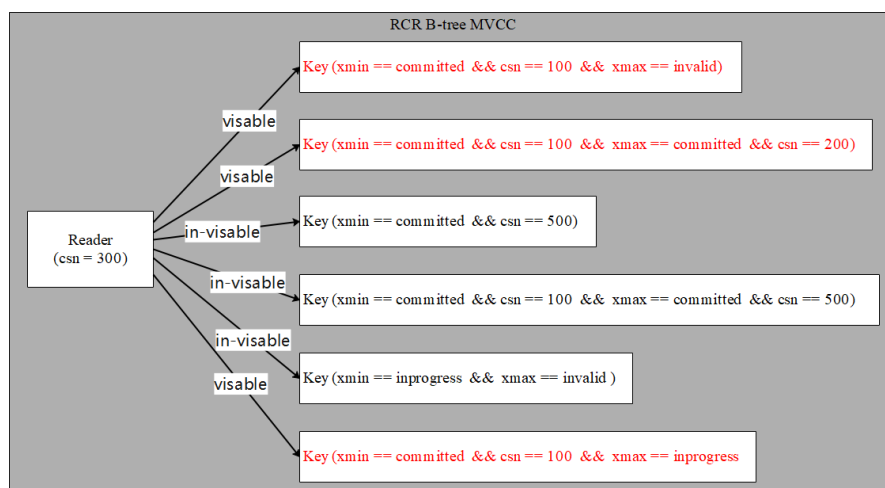 RCR B-tree MVCC
Key (xmin == committed && csn == 100 && xmax == invalid)
visable
Key (xmin == committed && csn == 100 && xmax == committed && csn == 200)
visable
Key (xmin == committed && csn == 500)
in-visable
Reader
(csn = 300)
in-visable
Key (xmin == committed && csn == 100 && xmax == committed && csn == 500)
in-visable
Key (xmin == inprogress && xmax == invalid )
visable
Key (xmin == committed && csn == 100 && xmax == inprogress